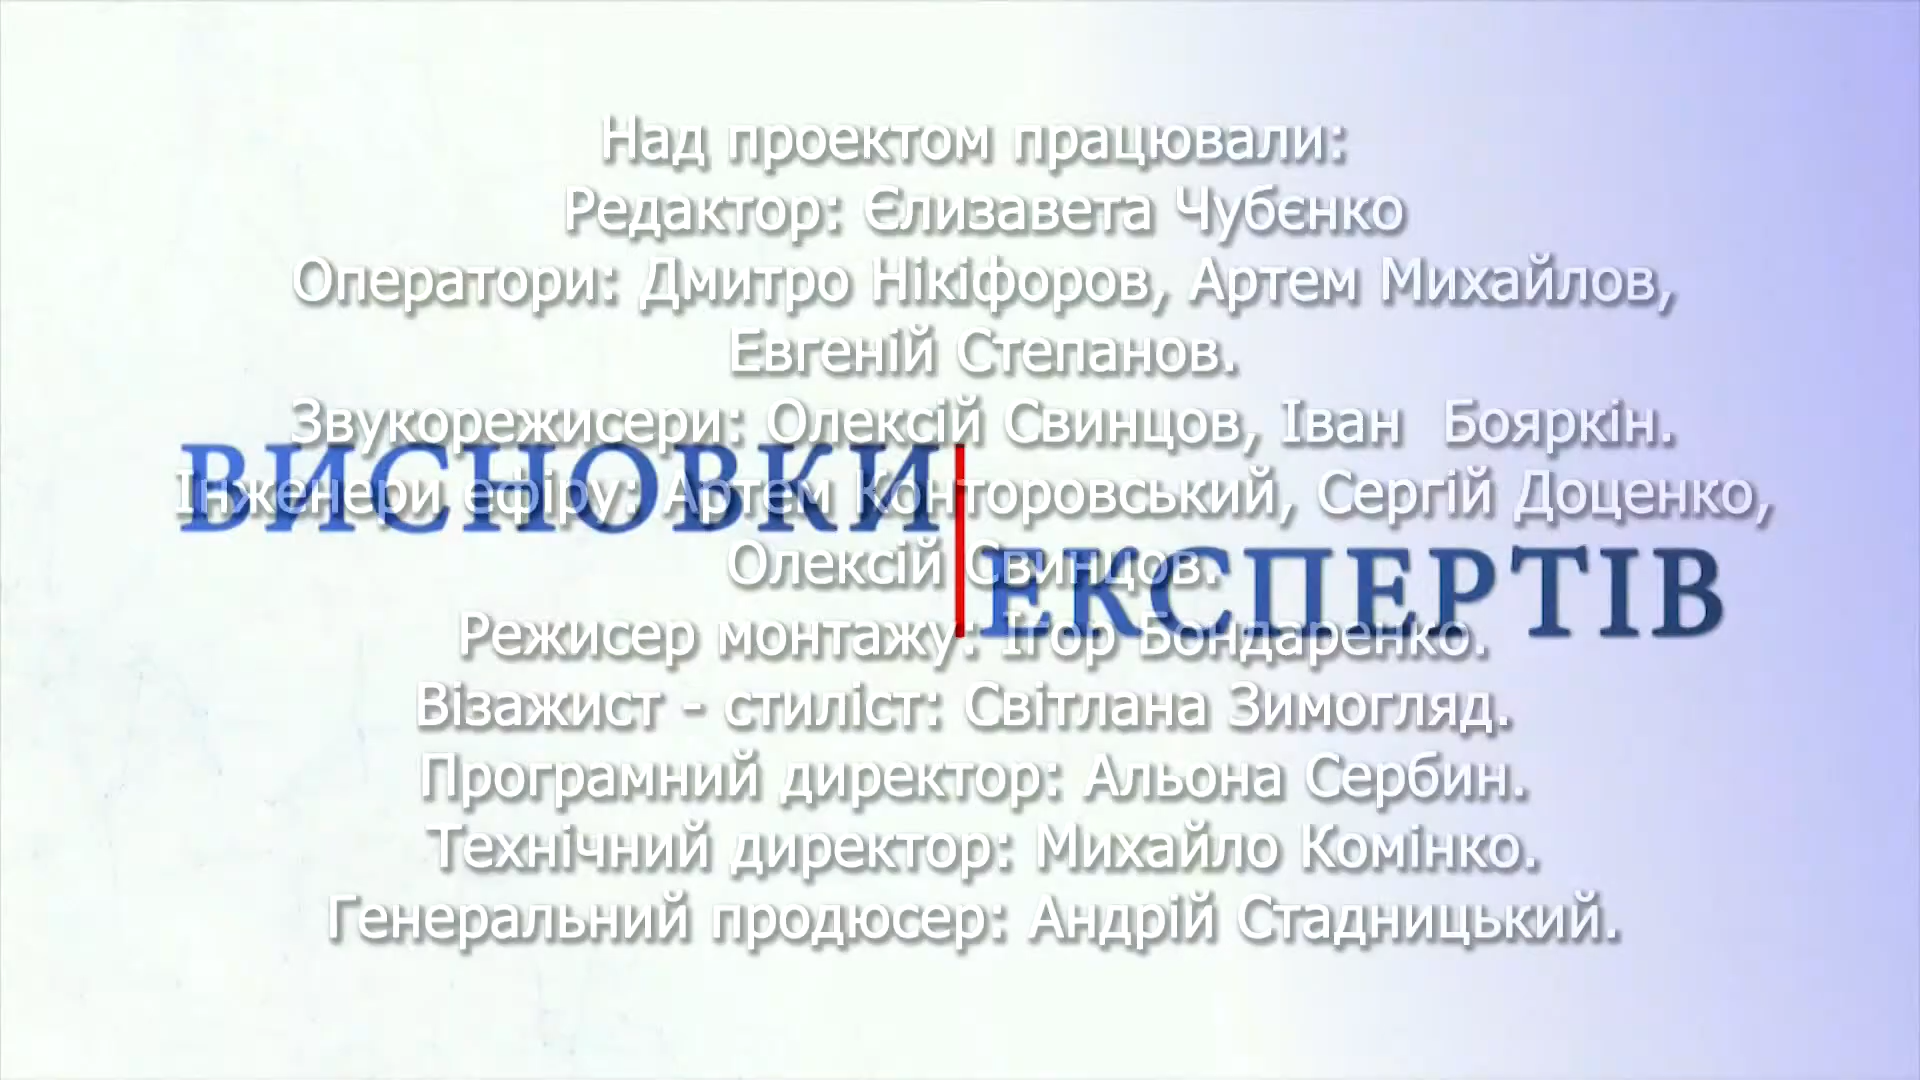 Над проектом працювали:
Редактор: Єлизавета Чубєнко
Оператори: Дмитро Нікіфоров, Артем Михайлов,
Евгеній Степанов.
Звукорежисери: Олексій Свинцов, Іван  Бояркін.
ВИСНОВКИ
Інженери ефіру: Артем Конторовський, Сергій Доценко,
Олексій Свинцов.
ЕКСПЕРТІВ
Режисер монтажу: Ігор Бондаренко.
Візажист - стиліст: Світлана Зимогляд.
Програмний директор: Альона Сербин.
Технічний директор: Михайло Комінко.
Генеральний продюсер: Андрій Стадницький.